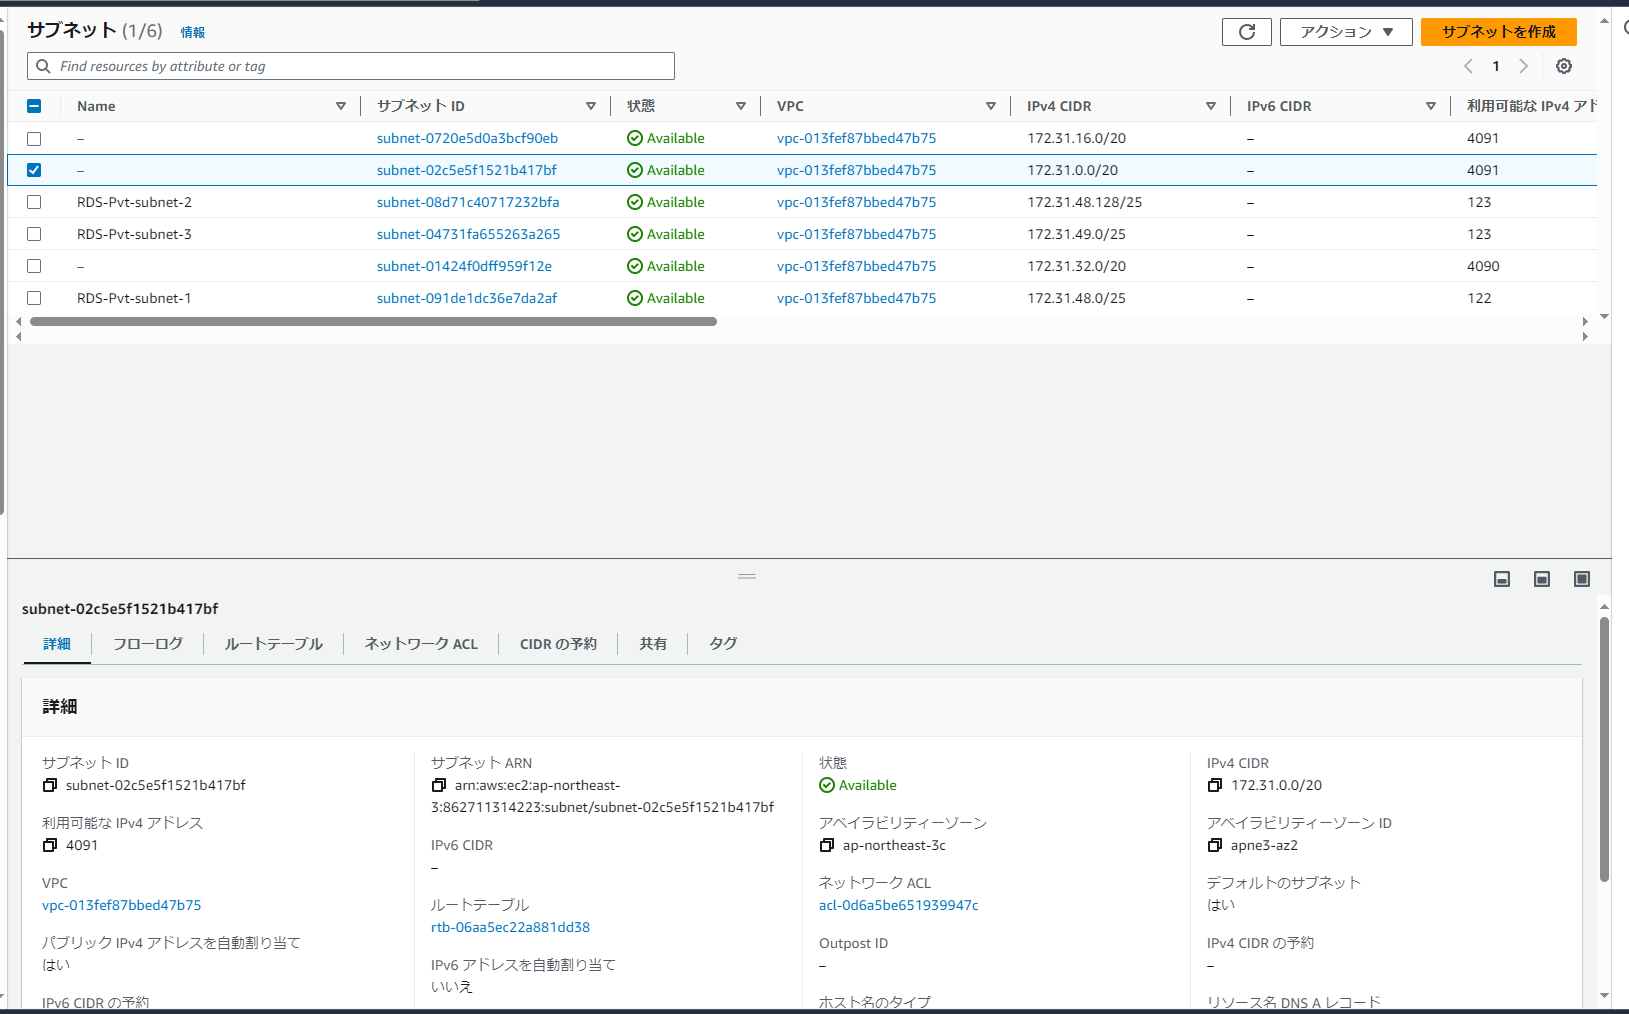 サブネット (1/6) 情報
アクション
サブネットを作成
Find resources by attribute or tag
1
Name サブネット ID 状態 VPC IPv4 CIDR IPv6 CIDR 利用可能な IPv4 アド
– subnet-0720e5d0a3bcf90eb Available vpc-013fef87bbed47b75 172.31.16.0/20 – 4091
– subnet-02c5e5f1521b417bf Available vpc-013fef87bbed47b75 172.31.0.0/20 – 4091
RDS-Pvt-subnet-2 subnet-08d71c40717232bfa Available vpc-013fef87bbed47b75 172.31.48.128/25 – 123
RDS-Pvt-subnet-3 subnet-04731fa655263a265 Available vpc-013fef87bbed47b75 172.31.49.0/25 – 123
– subnet-01424f0dff959f12e Available vpc-013fef87bbed47b75 172.31.32.0/20 – 4090
RDS-Pvt-subnet-1 subnet-091de1dc36e7da2af Available vpc-013fef87bbed47b75 172.31.48.0/25 – 122
subnet-02c5e5f1521b417bf
詳細 フローログ ルートテーブル ネットワーク ACL CIDR の予約 共有 タグ
詳細
サブネット ID
subnet-02c5e5f1521b417bf
利用可能な IPv4 アドレス
4091
VPC
vpc-013fef87bbed47b75
パブリック IPv4 アドレスを自動割り当て
はい
IPv6 CIDR の予約
サブネット ARN
arn:aws:ec2:ap-northeast-
3:862711314223:subnet/subnet-02c5e5f1521b417bf
IPv6 CIDR
–
ルートテーブル
rtb-06aa5ec22a881dd38
IPv6 アドレスを自動割り当て
いいえ
状態
Available
アベイラビリティーゾーン
ap-northeast-3c
ネットワーク ACL
acl-0d6a5be651939947c
Outpost ID
–
ホスト名のタイプ
IPv4 CIDR
172.31.0.0/20
アベイラビリティーゾーン ID
apne3-az2
デフォルトのサブネット
はい
IPv4 CIDR の予約
–
リソース名 DNS A レコード